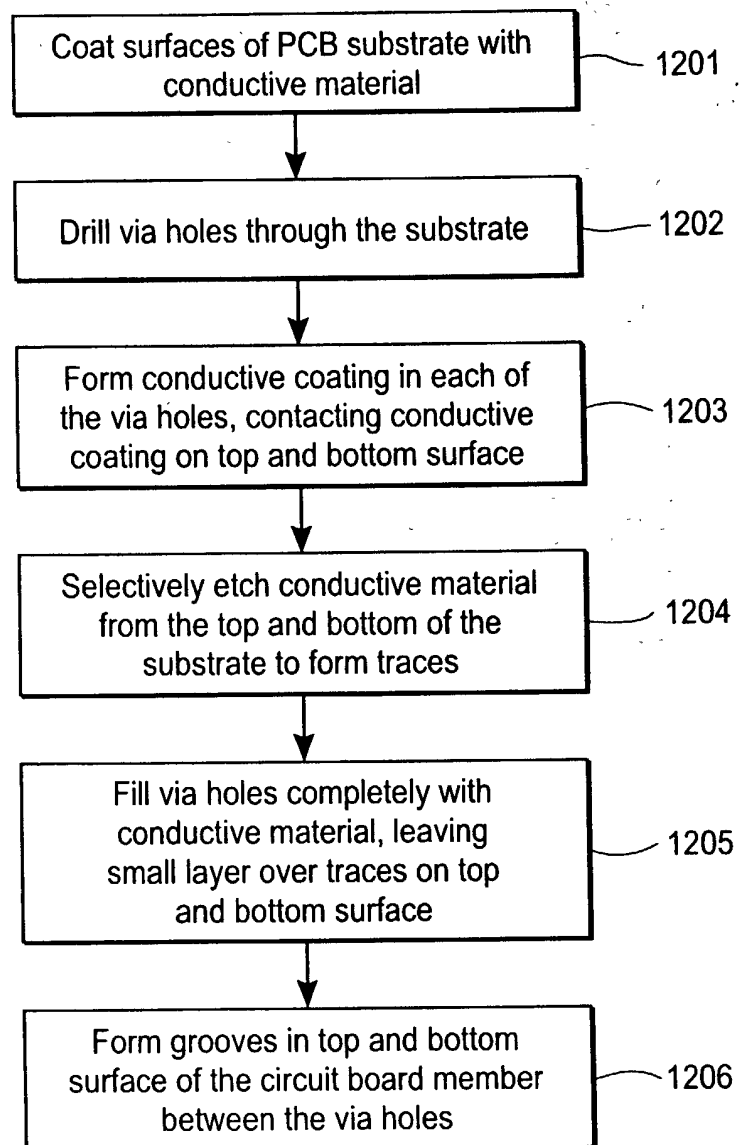 Coat surfaces of PCB substrate with
conductive material
1201
Drill via holes through the substrate
1202
Form conductive coating in each of
the via holes, contacting conductive
coating on top and bottom surface
1203
Selectively etch conductive material
from the top and bottom of the
substrate to form traces
1204
Fill via holes completely with
conductive material, leaving
small layer over traces on top
and bottom surface
1205
Form grooves in top and bottom
surface of the circuit board member
between the via holes
1206